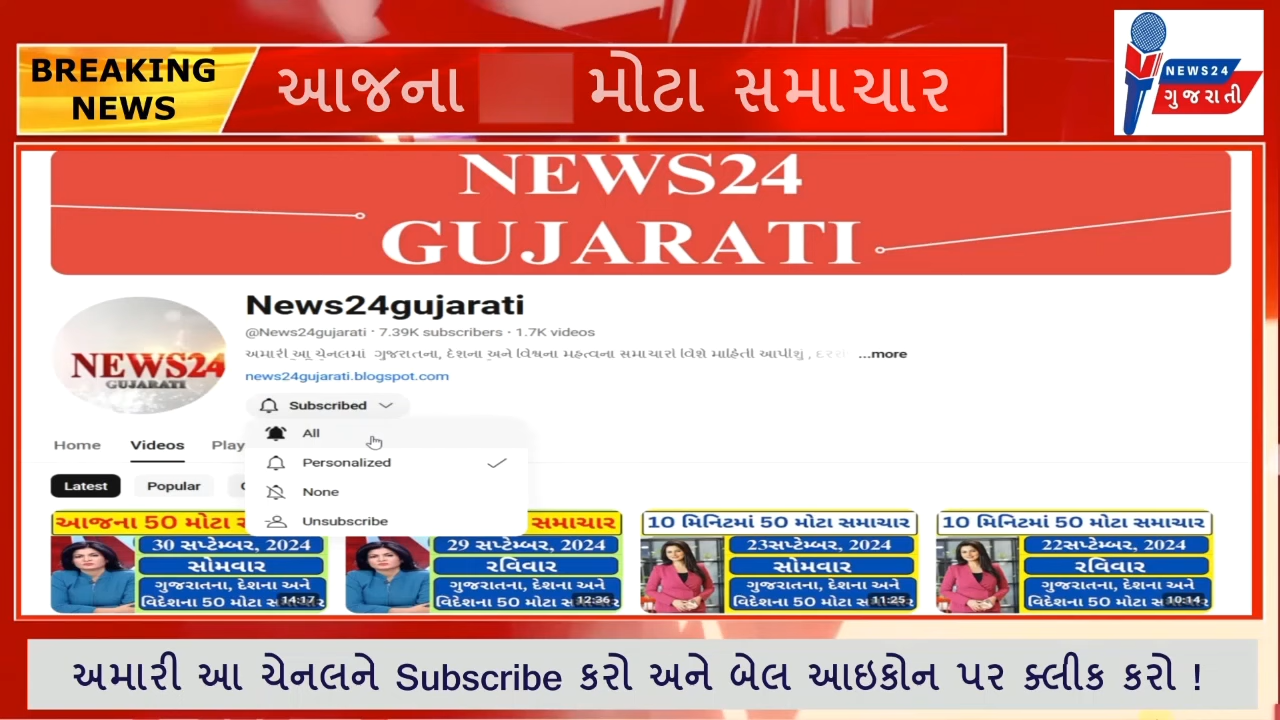 BREAKING
NEWS
આજના મોટા સમાચાર
NEWS24
ગુજરાતી
NEWS24
GUJARATI
NEWS24
GUJARATI
News24gujarati
@News24gujarati · 7.39K subscribers · 1.7K videos
અમારી આ ચેનલમાં ગુજરાતના, દેશના અને વિશ્વના મહત્વના સમાચારો વિશે માહિતી આપીશું , ...more
news24gujarati.blogspot.com
Subscribed
All
Personalized
None
Unsubscribe
Home Videos Play
Latest Popular
આજના 50 મોટા
30 સપ્ટેમ્બર, 2024
સોમવાર
ગુજરાતના, દેશના અને
વિદેશના 50 મોટા
14:17
સમાચાર
29 સપ્ટેમ્બર, 2024
રવિવાર
ગુજરાતના, દેશના અને
વિદેશના 50 મોટા
12:36
10 મિનિટમાં 50 મોટા સમાચાર
23સપ્ટેમ્બર, 2024
સોમવાર
ગુજરાતના, દેશના અને
વિદેશના 50 મોટા
11:25
10 મિનિટમાં 50 મોટા સમાચાર
22સપ્ટેમ્બર, 2024
રવિવાર
ગુજરાતના, દેશના અને
વિદેશના 50 મોટા
10:14
અમારી આ ચેનલને Subscribe કરો અને બેલ આઇકોન પર ક્લીક કરો !